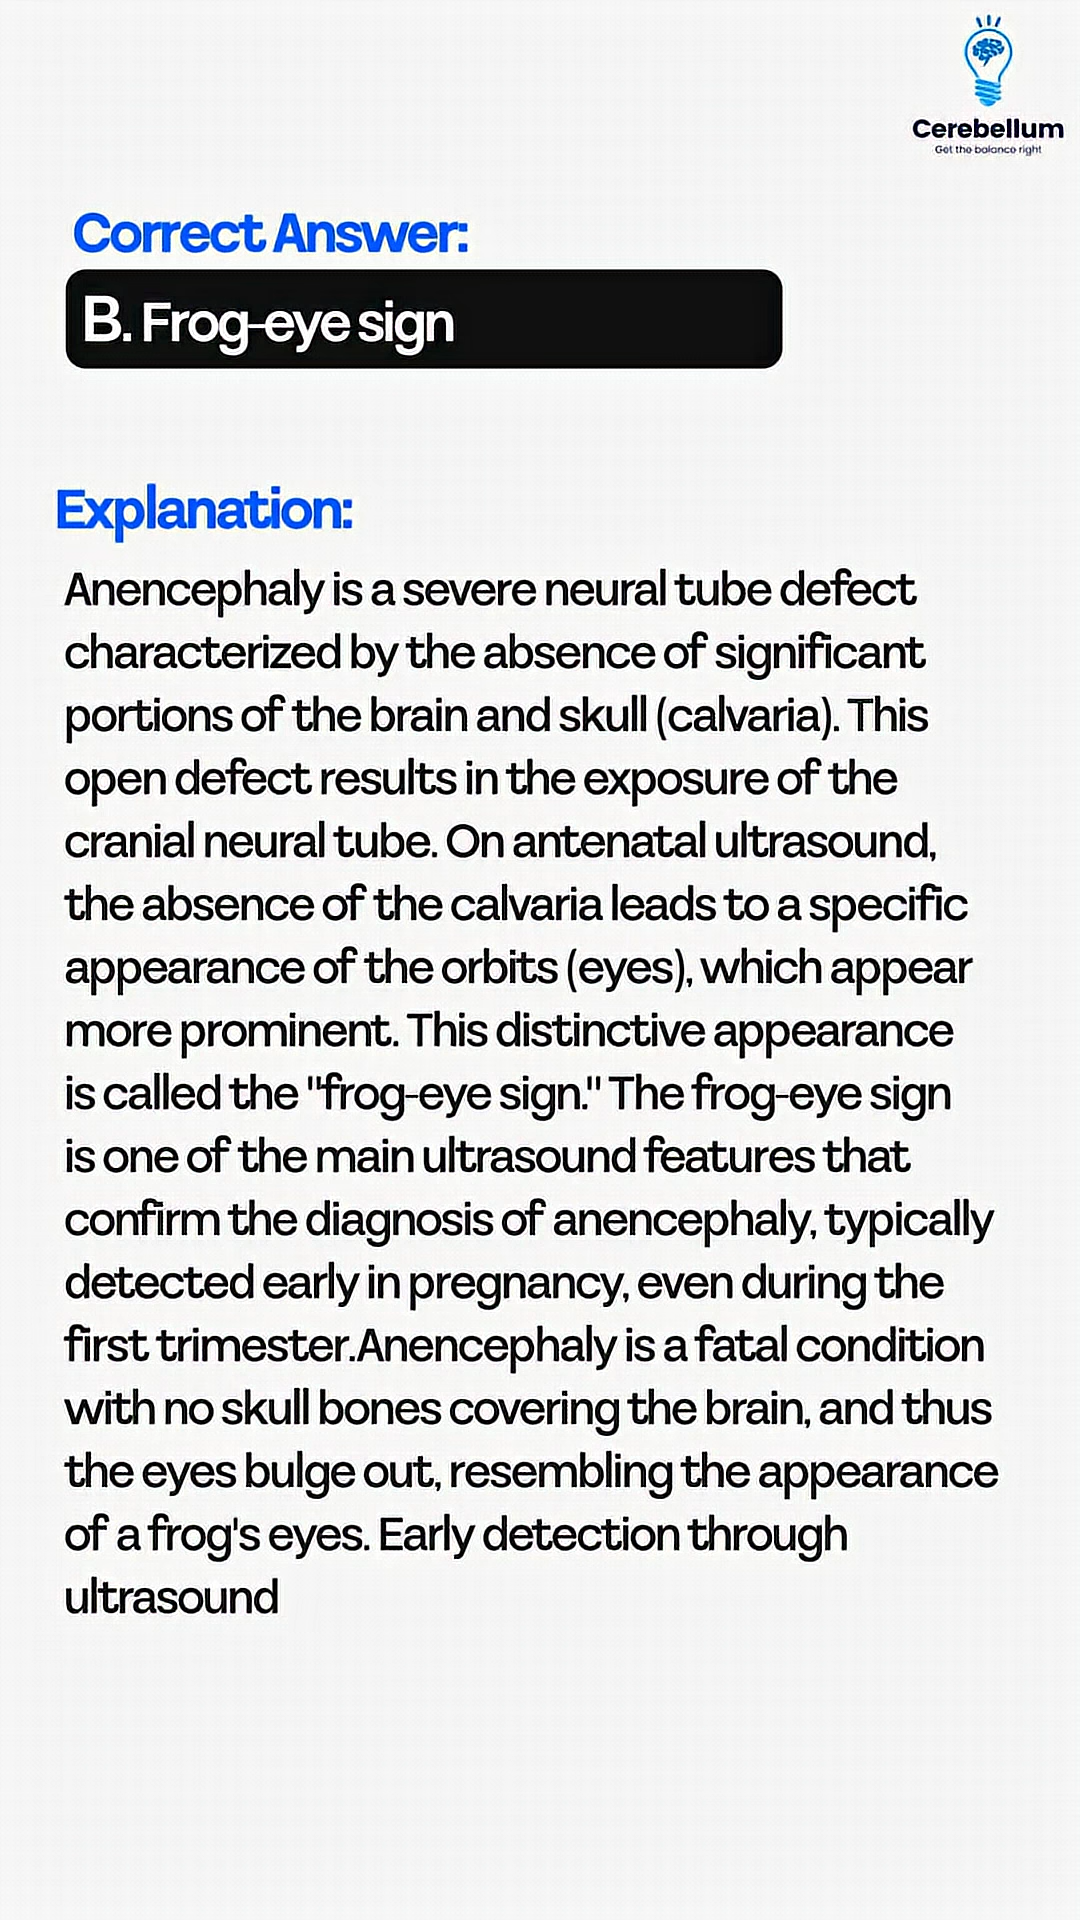 Cerebellum
Get the balance right
Correct Answer:
B. Frog-eye sign
Explanation:
Anencephaly is a severe neural tube defect
characterized by the absence of significant
portions of the brain and skull (calvaria). This
open defect results in the exposure of the
cranial neural tube. On antenatal ultrasound,
the absence of the calvaria leads to a specific
appearance of the orbits (eyes), which appear
more prominent. This distinctive appearance
is called the "frog-eye sign." The frog-eye sign
is one of the main ultrasound features that
confirm the diagnosis of anencephaly, typically
detected early in pregnancy, even during the
first trimester.Anencephaly is a fatal condition
with no skull bones covering the brain, and thus
the eyes bulge out, resembling the appearance
of a frog's eyes. Early detection through
ultrasound